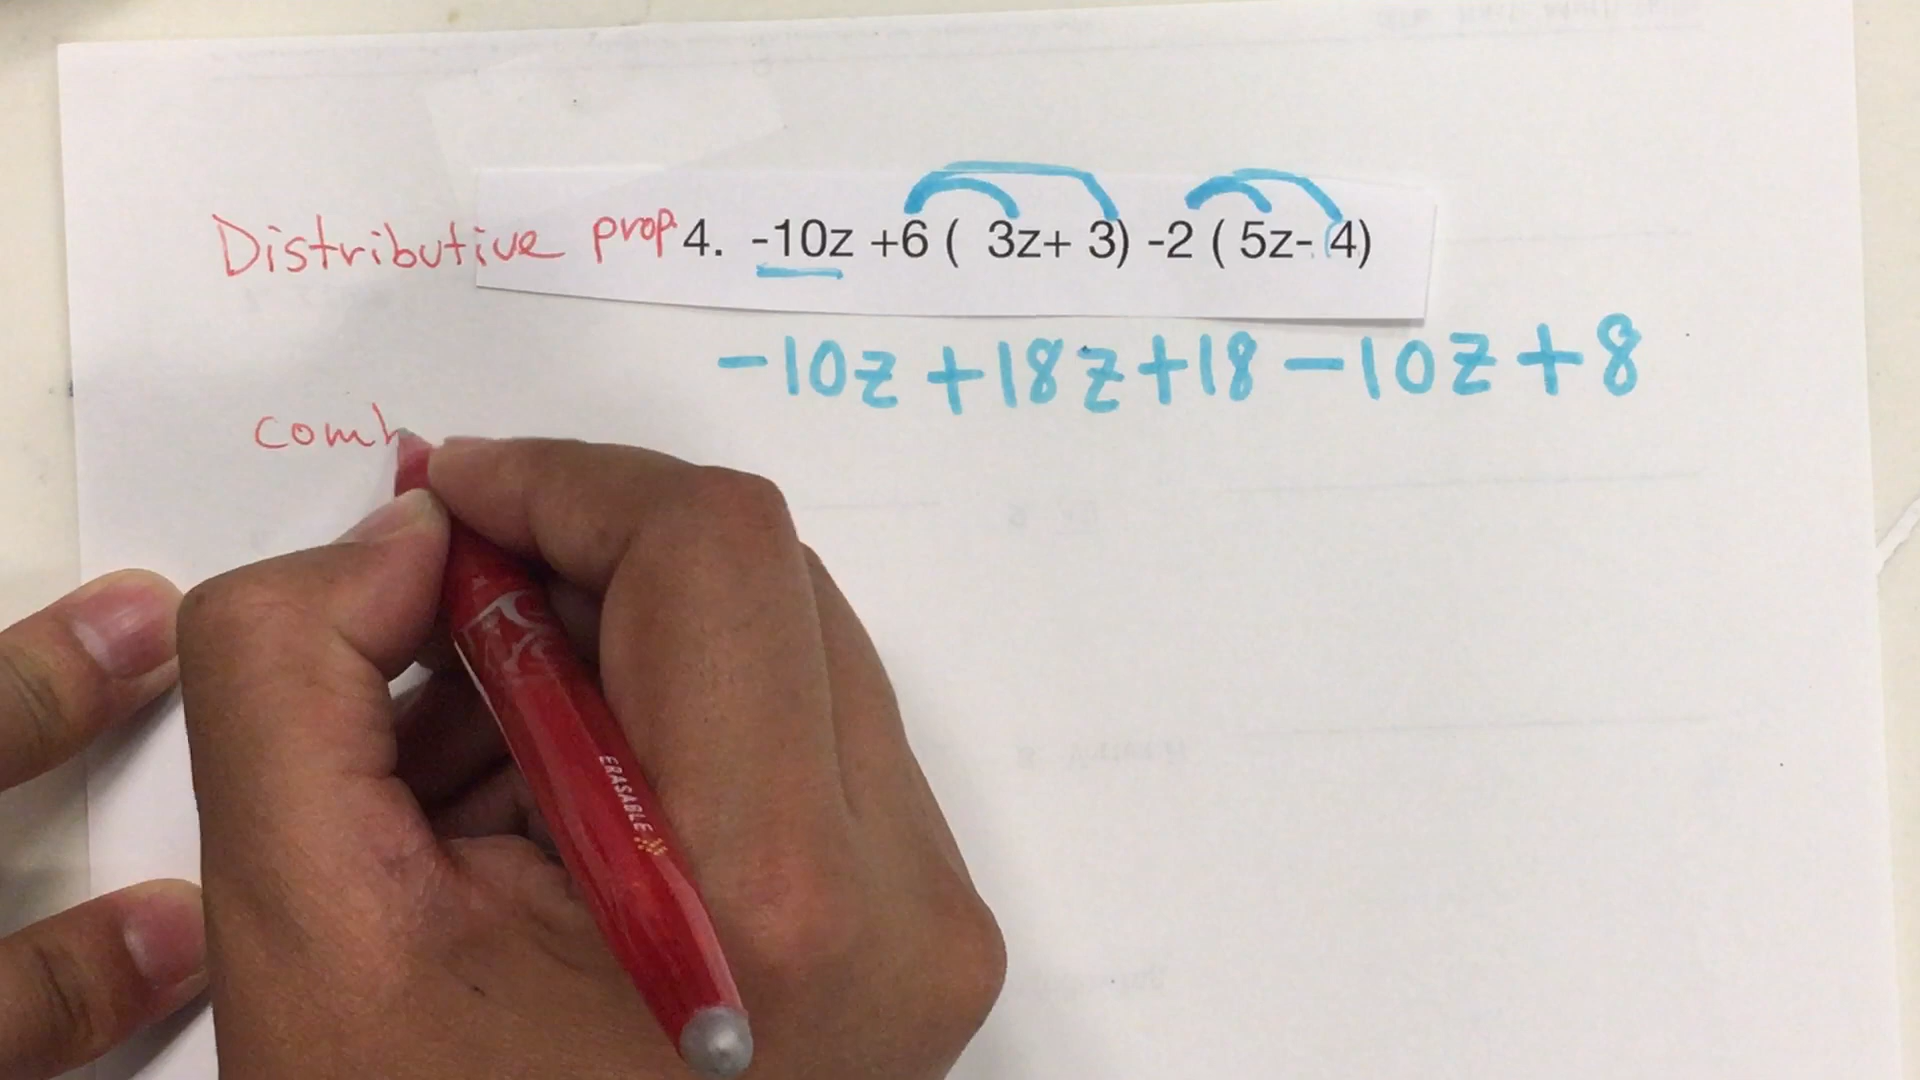 Distributive prop. 4. -10z +6 ( 3z+ 3) -2 ( 5z- 4)
-10z +18z+18 -10z +8
comb
ERASABLE